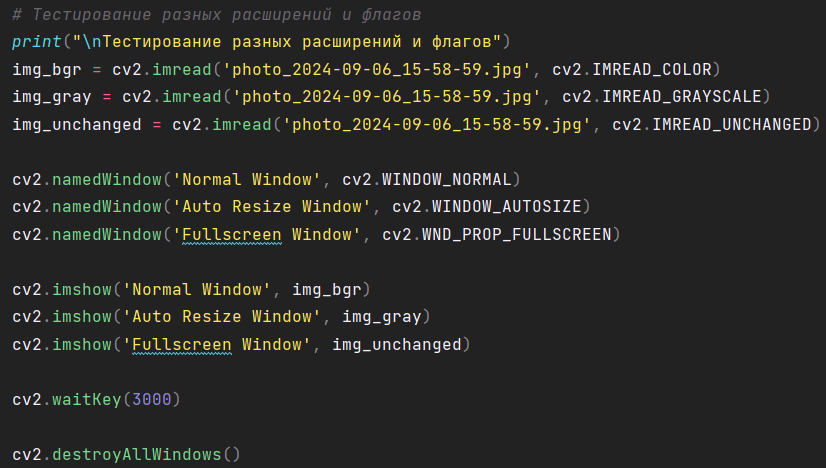 # Тестирование разных расширений и флагов
print("\nТестирование разных расширений и флагов")
img_bgr = cv2.imread('photo_2024-09-06_15-58-59.jpg', cv2.IMREAD_COLOR)
img_gray = cv2.imread('photo_2024-09-06_15-58-59.jpg', cv2.IMREAD_GRAYSCALE)
img_unchanged = cv2.imread('photo_2024-09-06_15-58-59.jpg', cv2.IMREAD_UNCHANGED)
cv2.namedWindow('Normal Window', cv2.WINDOW_NORMAL)
cv2.namedWindow('Auto Resize Window', cv2.WINDOW_AUTOSIZE)
cv2.namedWindow('Fullscreen Window', cv2.WND_PROP_FULLSCREEN)
cv2.imshow('Normal Window', img_bgr)
cv2.imshow('Auto Resize Window', img_gray)
cv2.imshow('Fullscreen Window', img_unchanged)
cv2.waitKey(3000)
cv2.destroyAllWindows()